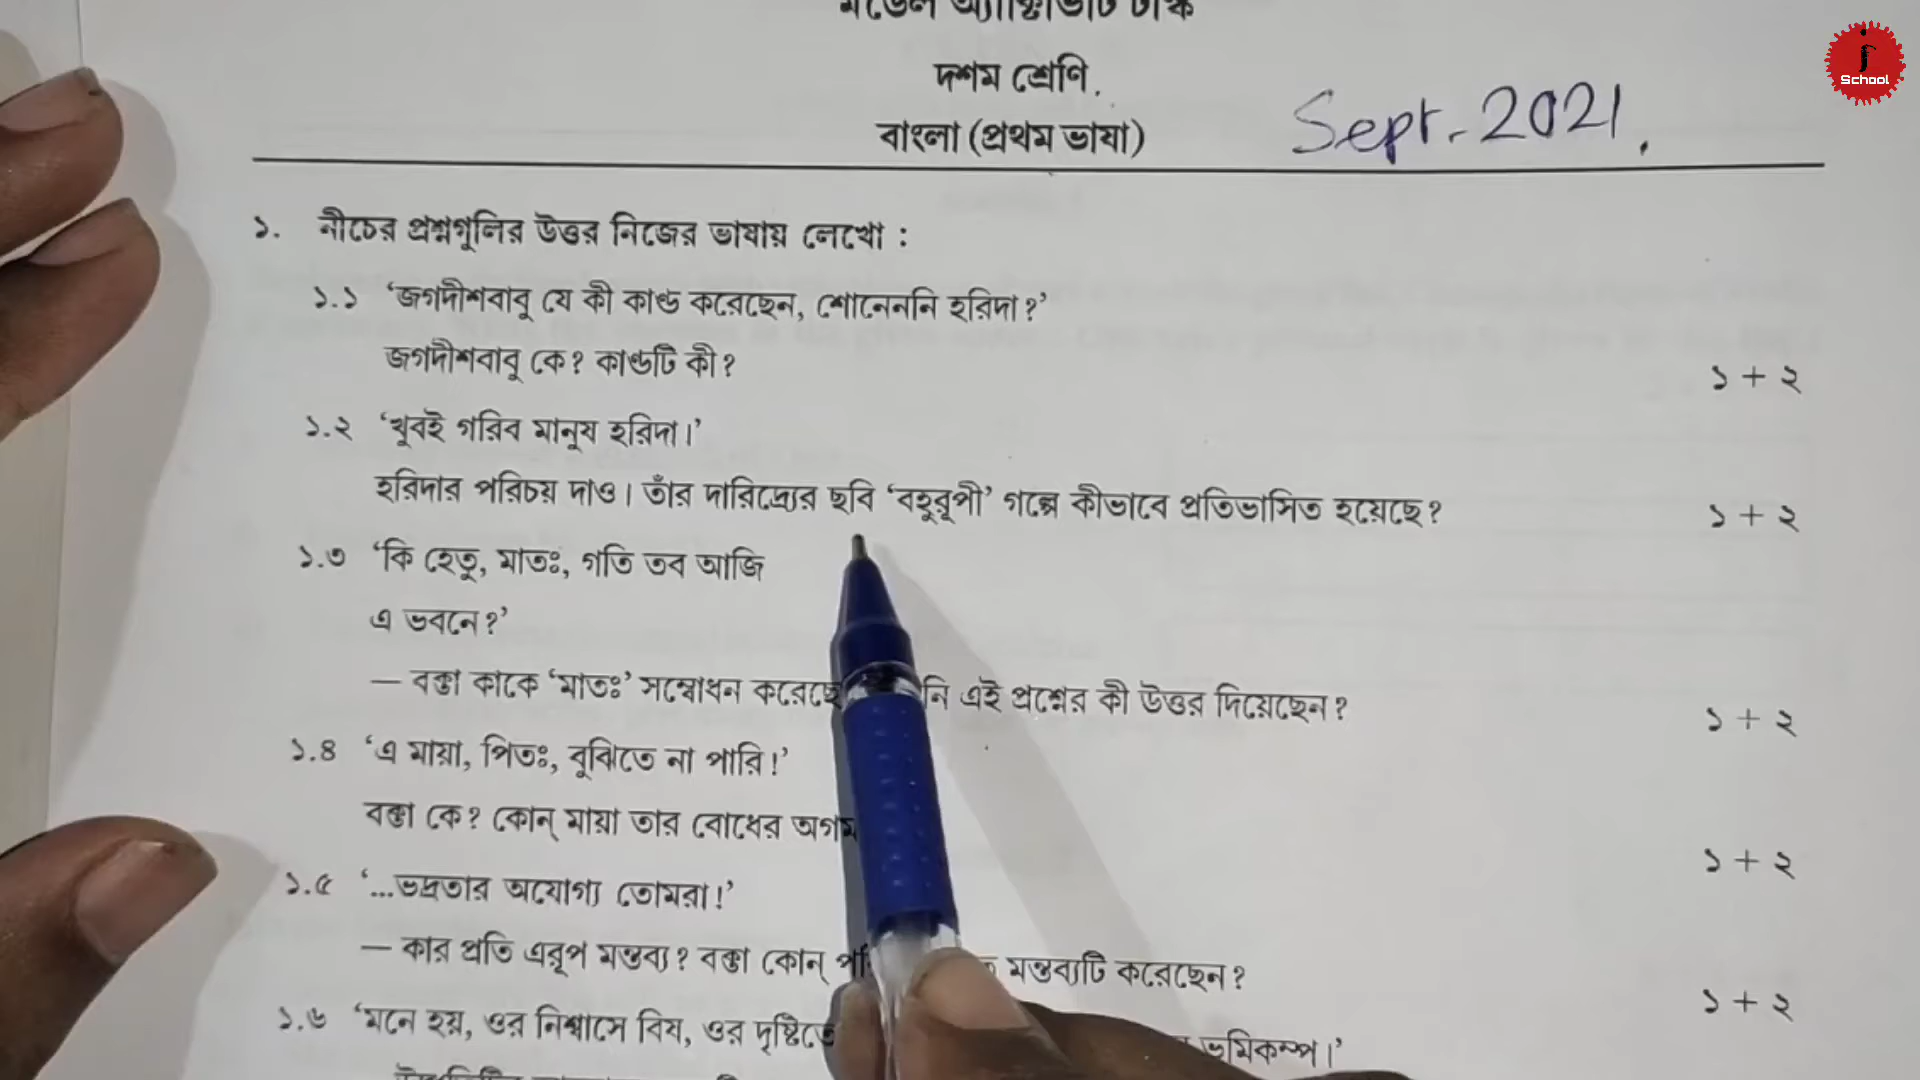 মডেল অ্যাক্টিভিটি টাস্ক
দশম শ্রেণি.
বাংলা (প্রথম ভাষা)
Sept. 2021.
School
১. নীচের প্রশ্নগুলির উত্তর নিজের ভাষায় লেখো :
১.১ ‘জগদীশবাবু যে কী কাণ্ড করেছেন, শোনেননি হরিদা?’
জগদীশবাবু কে? কাণ্ডটি কী? ১ + ২
১.২ ‘খুবই গরিব মানুষ হরিদা।’
হরিদার পরিচয় দাও। তাঁর দারিদ্র্যের ছবি ‘বহুরূপী’ গল্পে কীভাবে প্রতিভাসিত হয়েছে? ১ + ২
১.৩ ‘কি হেতু, মাতঃ, গতি তব আজি
এ ভবনে?’
— বক্তা কাকে ‘মাতঃ’ সম্বোধন করেছে নি এই প্রশ্নের কী উত্তর দিয়েছেন? ১ + ২
১.৪ ‘এ মায়া, পিতঃ, বুঝিতে না পারি!’
বক্তা কে? কোন্ মায়া তার বোধের অগম ১ + ২
১.৫ ‘...ভদ্রতার অযোগ্য তোমরা!’
— কার প্রতি এরূপ মন্তব্য? বক্তা কোন্ মন্তব্যটি করেছেন? ১ + ২
১.৬ ‘মনে হয়, ওর নিশ্বাসে বিষ, ওর দৃষ্টিতে ভূমিকম্প।’